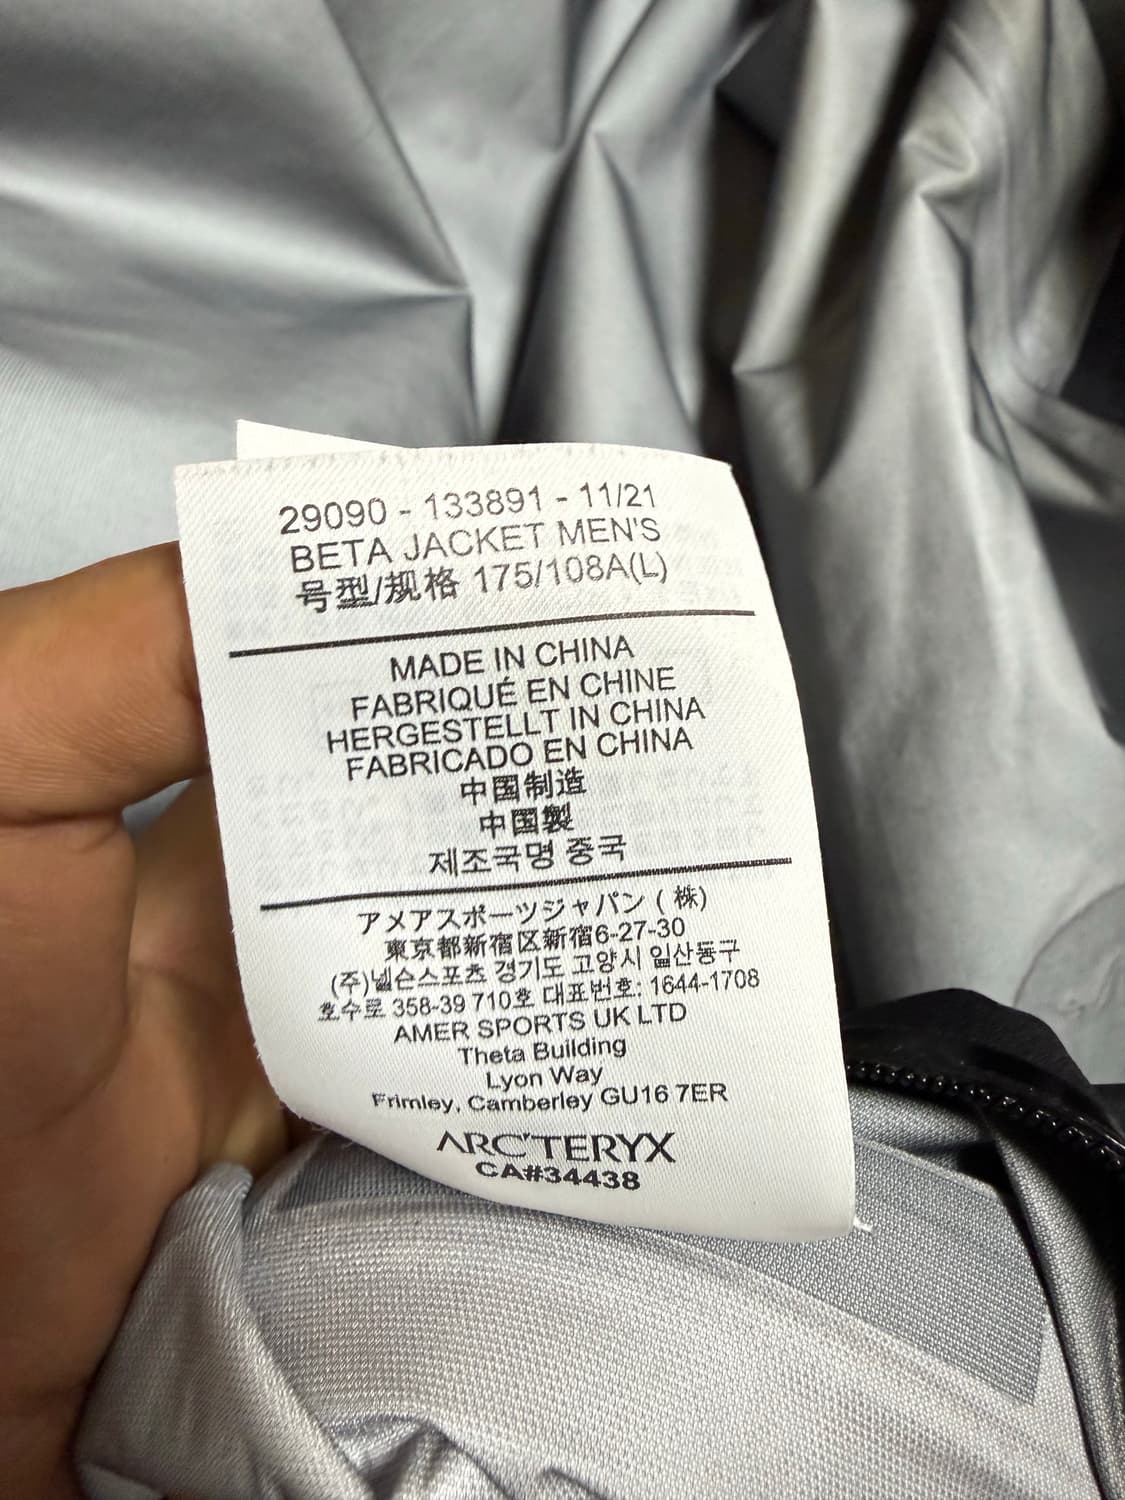 29090 - 133891 - 11/21
BETA JACKET MEN'S
号型/规格 175/108A(L)
MADE IN CHINA
FABRIQUÉ EN CHINE
HERGESTELLT IN CHINA
FABRICADO EN CHINA
中国制造
中国製
제조국명 중국
アメアスポーツジャパン ( 株)
東京都新宿区新宿6-27-30
(주)넬슨스포츠 경기도 고양시 일산동구
호수로 358-39 710호 대표번호: 1644-1708
AMER SPORTS UK LTD
Theta Building
Lyon Way
Frimley, Camberley GU16 7ER
ARC'TERYX
CA#34438